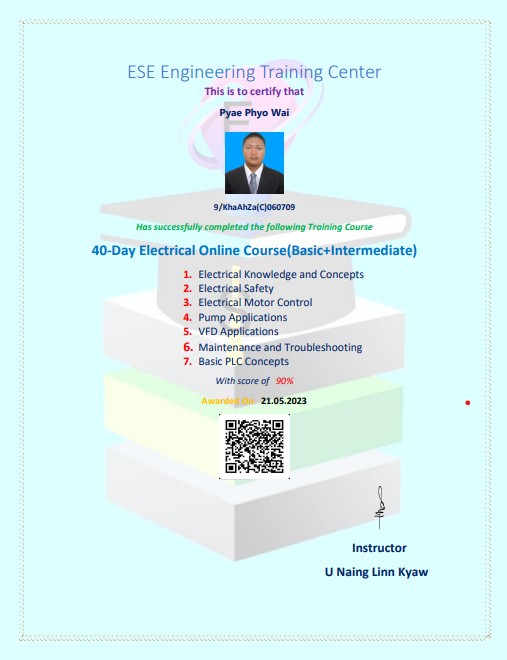 ESE Engineering Training Center
This is to certify that
Pyae Phyo Wai
9/KhaAhZa(C)060709
Has successfully completed the following Training Course
40-Day Electrical Online Course(Basic+Intermediate)
1. Electrical Knowledge and Concepts
2. Electrical Safety
3. Electrical Motor Control
4. Pump Applications
5. VFD Applications
6. Maintenance and Troubleshooting
7. Basic PLC Concepts
With score of 90%
Awarded On 21.05.2023
Instructor
U Naing Linn Kyaw